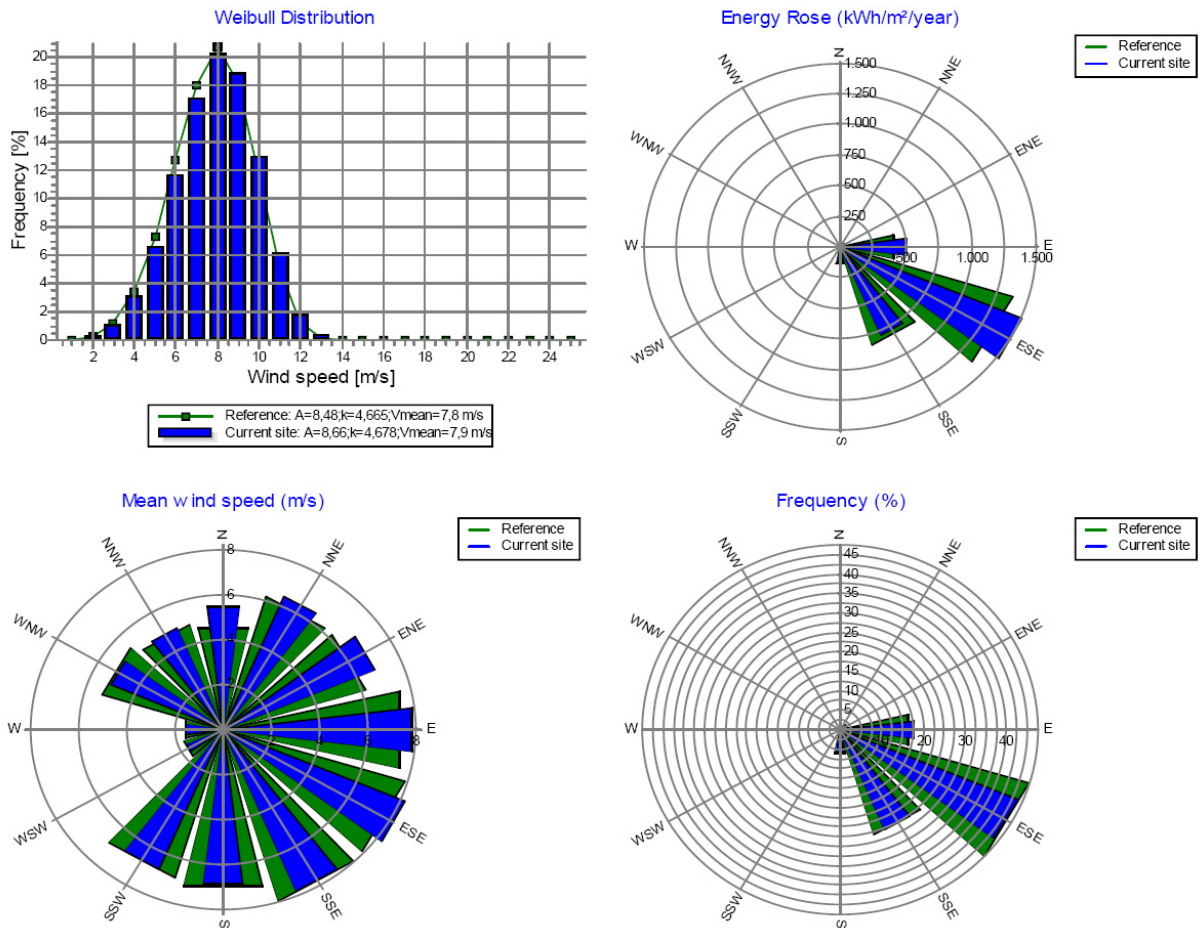 Weibull Distribution
20
18
16
14
12
10
8
6
4
2
0
Frequency [%]
2 4 6 8 10 12 14 16 18 20 22 24
Wind speed [m/s]
Reference: A=8,48;k=4,665;Vmean=7,8 m/s
Current site: A=8,66;k=4,678;Vmean=7,9 m/s
Energy Rose (kWh/m²/year)
Reference
Current site
N
NNE
ENE
E
ESE
SSE
S
SSW
WSW
W
WNW
NNW
1.500
1.250
1.000
750
500
250
500 1.000 1.500
Mean wind speed (m/s)
Reference
Current site
N
NNE
ENE
E
ESE
SSE
S
SSW
WSW
W
WNW
NNW
8
6
4
2
8
Frequency (%)
Reference
Current site
N
NNE
ENE
E
ESE
SSE
S
SSW
WSW
W
WNW
NNW
45
40
35
30
25
20
15
10
5
20 30 40